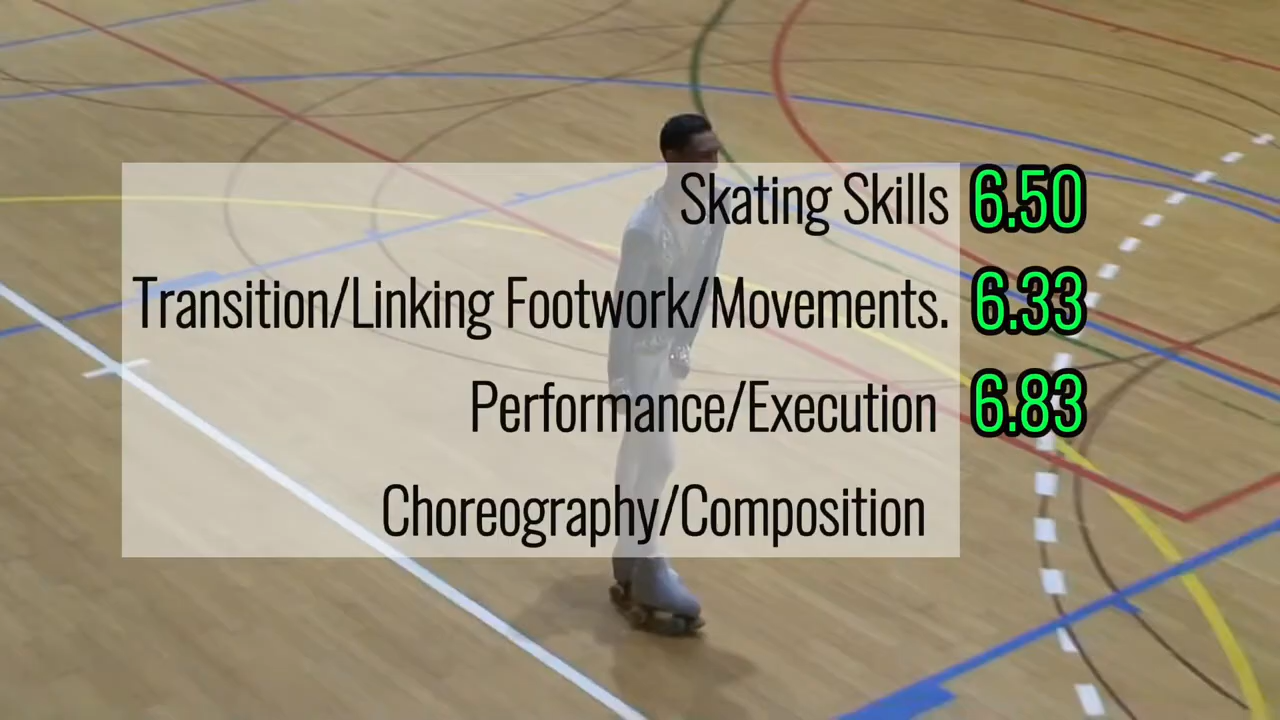 Skating Skills 6.50
Transition/Linking Footwork/Movements. 6.33
Performance/Execution 6.83
Choreography/Composition